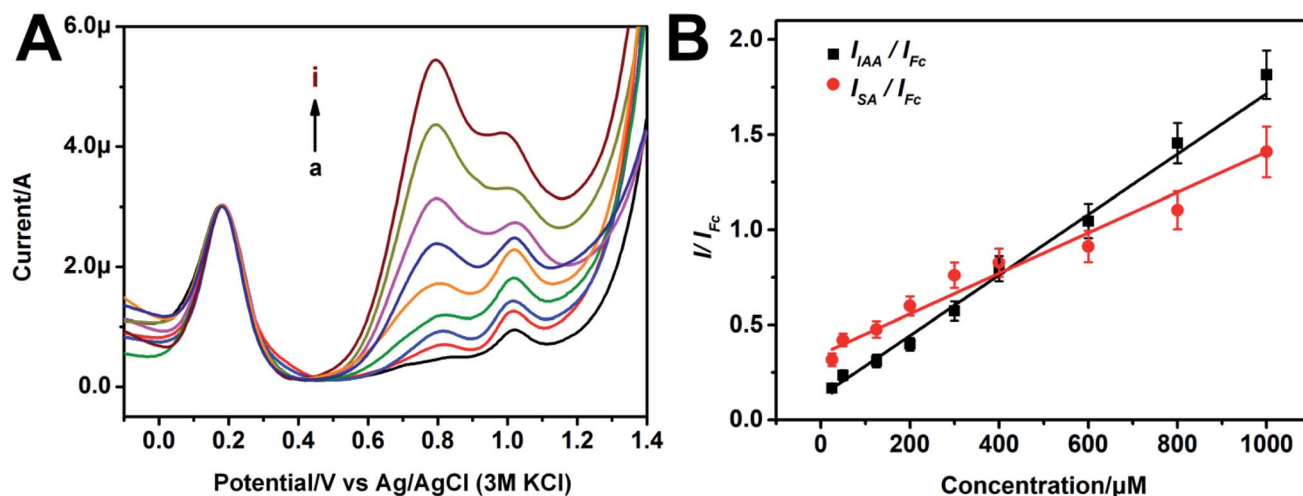 A
6.0μ
4.0μ
2.0μ
0.0
Current/A
i
a
0.0 0.2 0.4 0.6 0.8 1.0 1.2 1.4
Potential/V vs Ag/AgCl (3M KCl)
B
2.0
1.5
1.0
0.5
0.0
I/ I_Fc
I_IAA / I_Fc
I_SA / I_Fc
0 200 400 600 800 1000
Concentration/μM